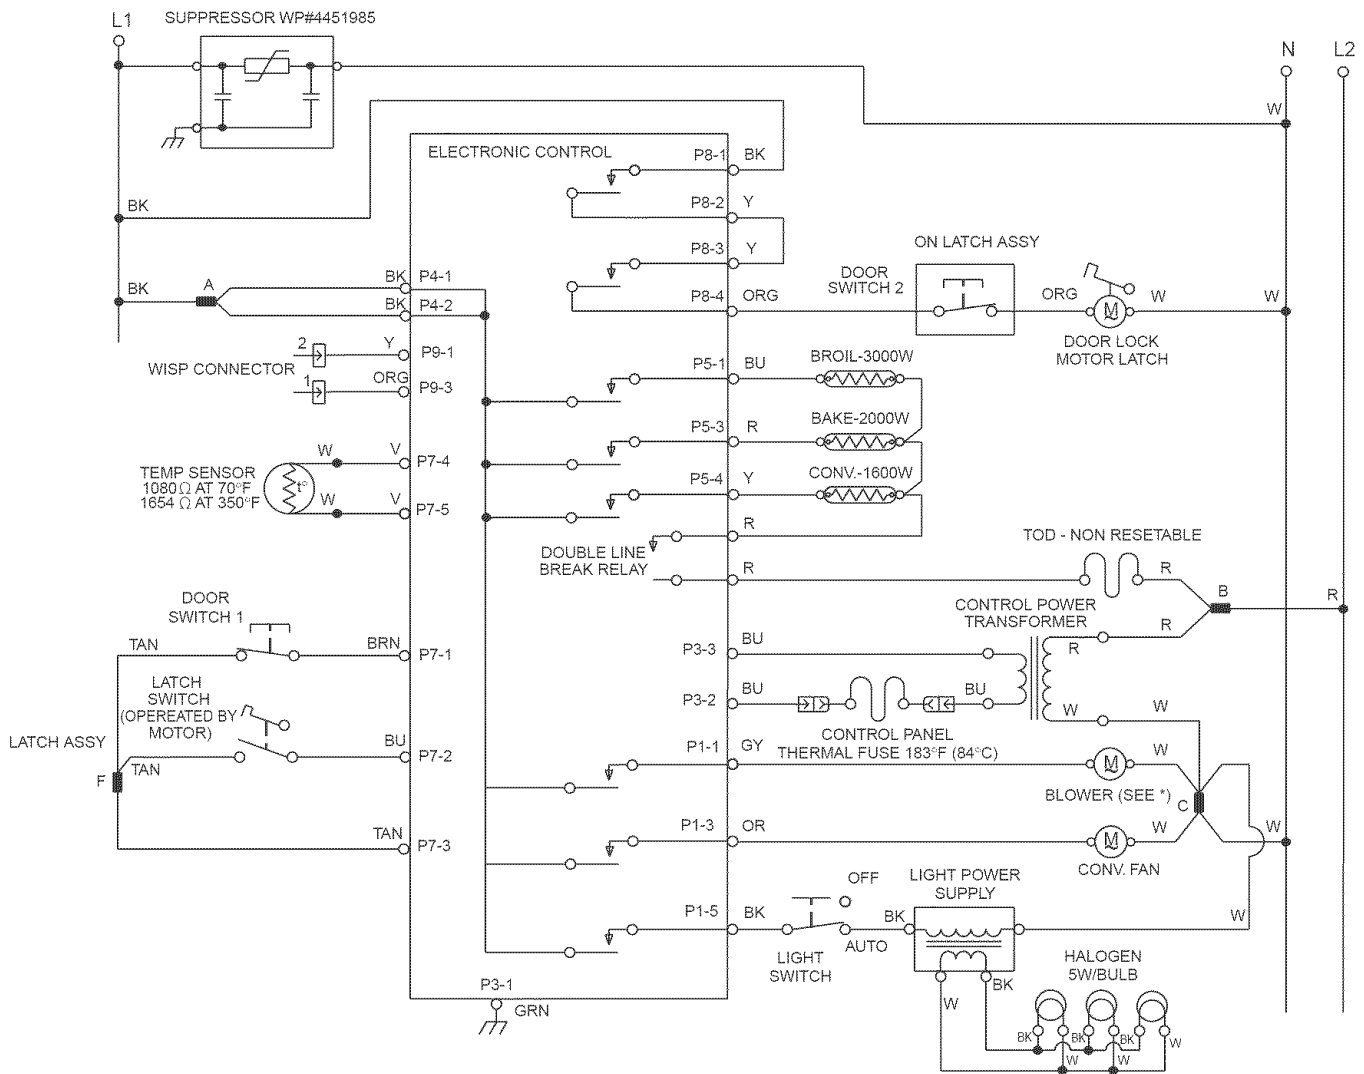 L1
SUPPRESSOR WP#4451985
N
L2
W
ELECTRONIC CONTROL
P8-1
BK
P8-2
Y
BK
P8-3
Y
ON LATCH ASSY
DOOR
SWITCH 2
A
BK
P4-1
BK
BK
P4-2
P8-4
ORG
ORG
W
W
M
DOOR LOCK
MOTOR LATCH
2
Y
P9-1
WISP CONNECTOR
1
ORG
P9-3
P5-1
BU
BROIL-3000W
P5-3
R
BAKE-2000W
W
V
P7-4
TEMP SENSOR
1080Ω AT 70°F
1654 Ω AT 350°F
t°
W
V
P7-5
P5-4
Y
CONV.-1600W
R
DOUBLE LINE
BREAK RELAY
R
TOD - NON RESETABLE
R
B
R
CONTROL POWER
TRANSFORMER
R
R
DOOR
SWITCH 1
TAN
BRN
P7-1
P3-3
BU
LATCH
SWITCH
(OPEREATED BY
MOTOR)
P3-2
BU
BU
W
W
CONTROL PANEL
THERMAL FUSE 183°F (84°C)
LATCH ASSY
F
TAN
BU
P7-2
P1-1
GY
M
W
BLOWER (SEE *)
C
TAN
P7-3
P1-3
OR
M
W
W
CONV. FAN
OFF
LIGHT POWER
SUPPLY
P1-5
BK
BK
W
AUTO
LIGHT
SWITCH
HALOGEN
5W/BULB
P3-1
GRN
W
BK
BK
W
BK
W
W